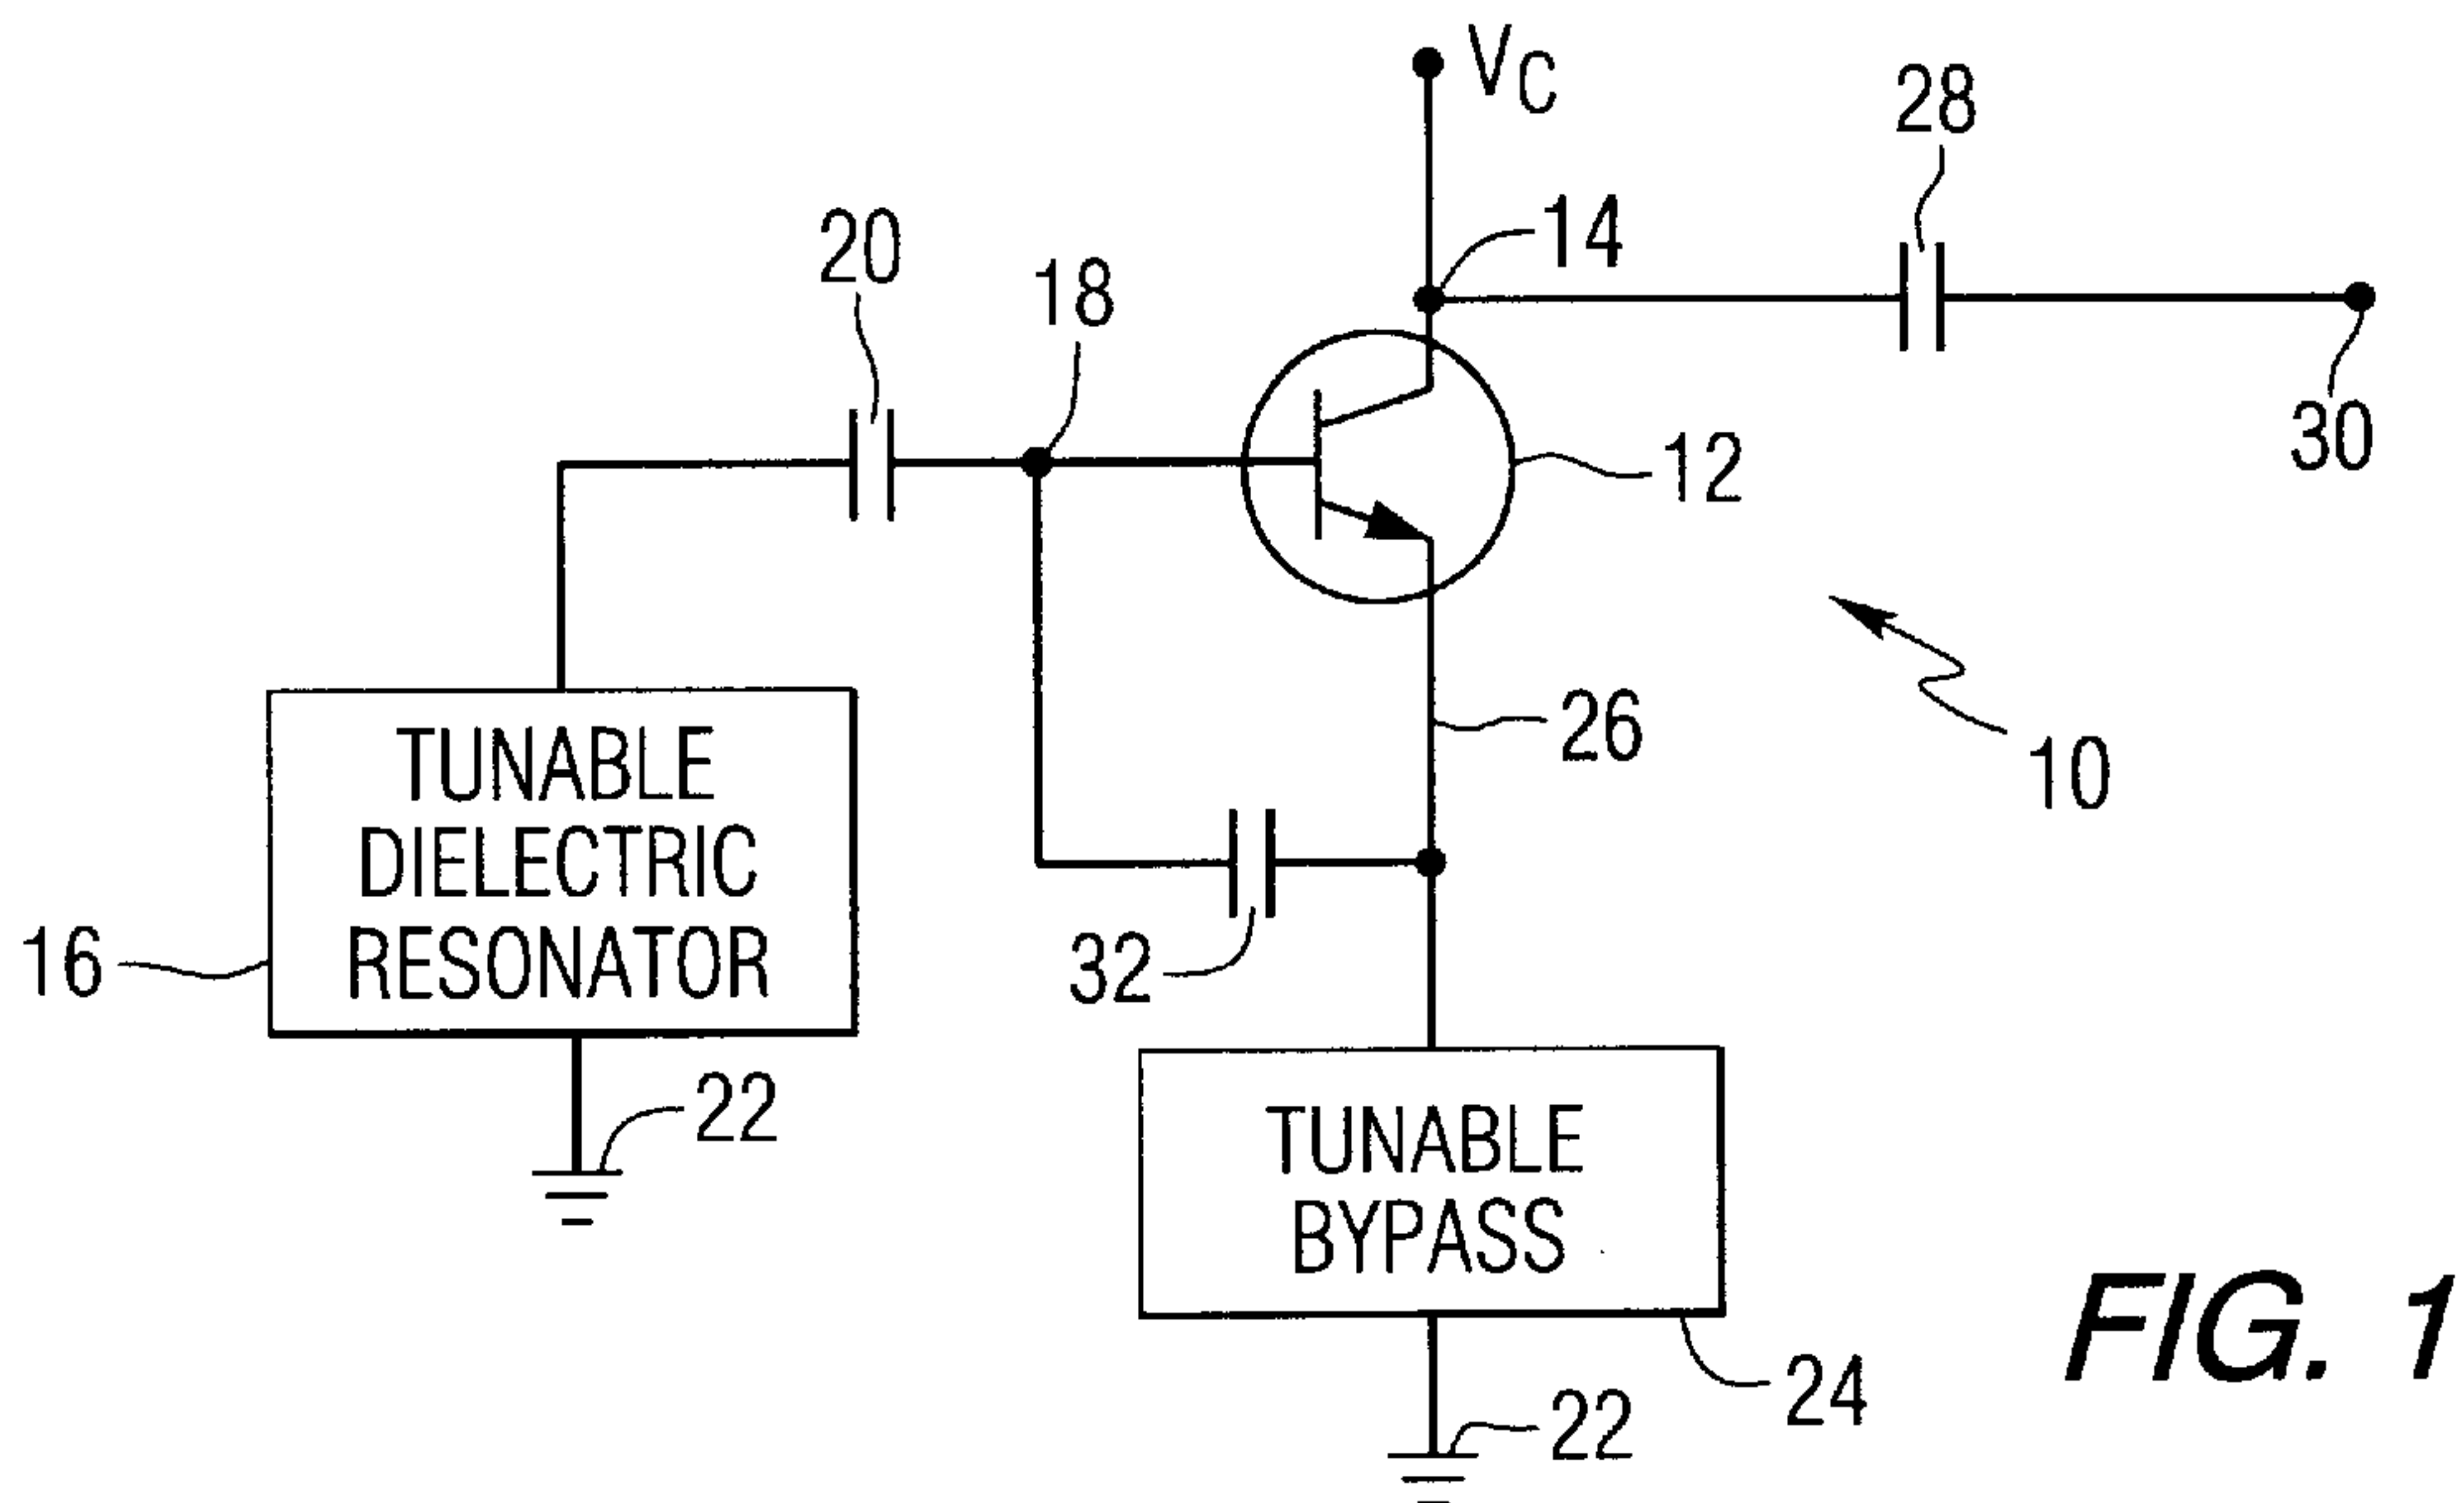 VC
28
14
20
18
12
30
26
10
TUNABLE
DIELECTRIC
RESONATOR
16
32
22
TUNABLE
BYPASS
24
22
FIG. 1